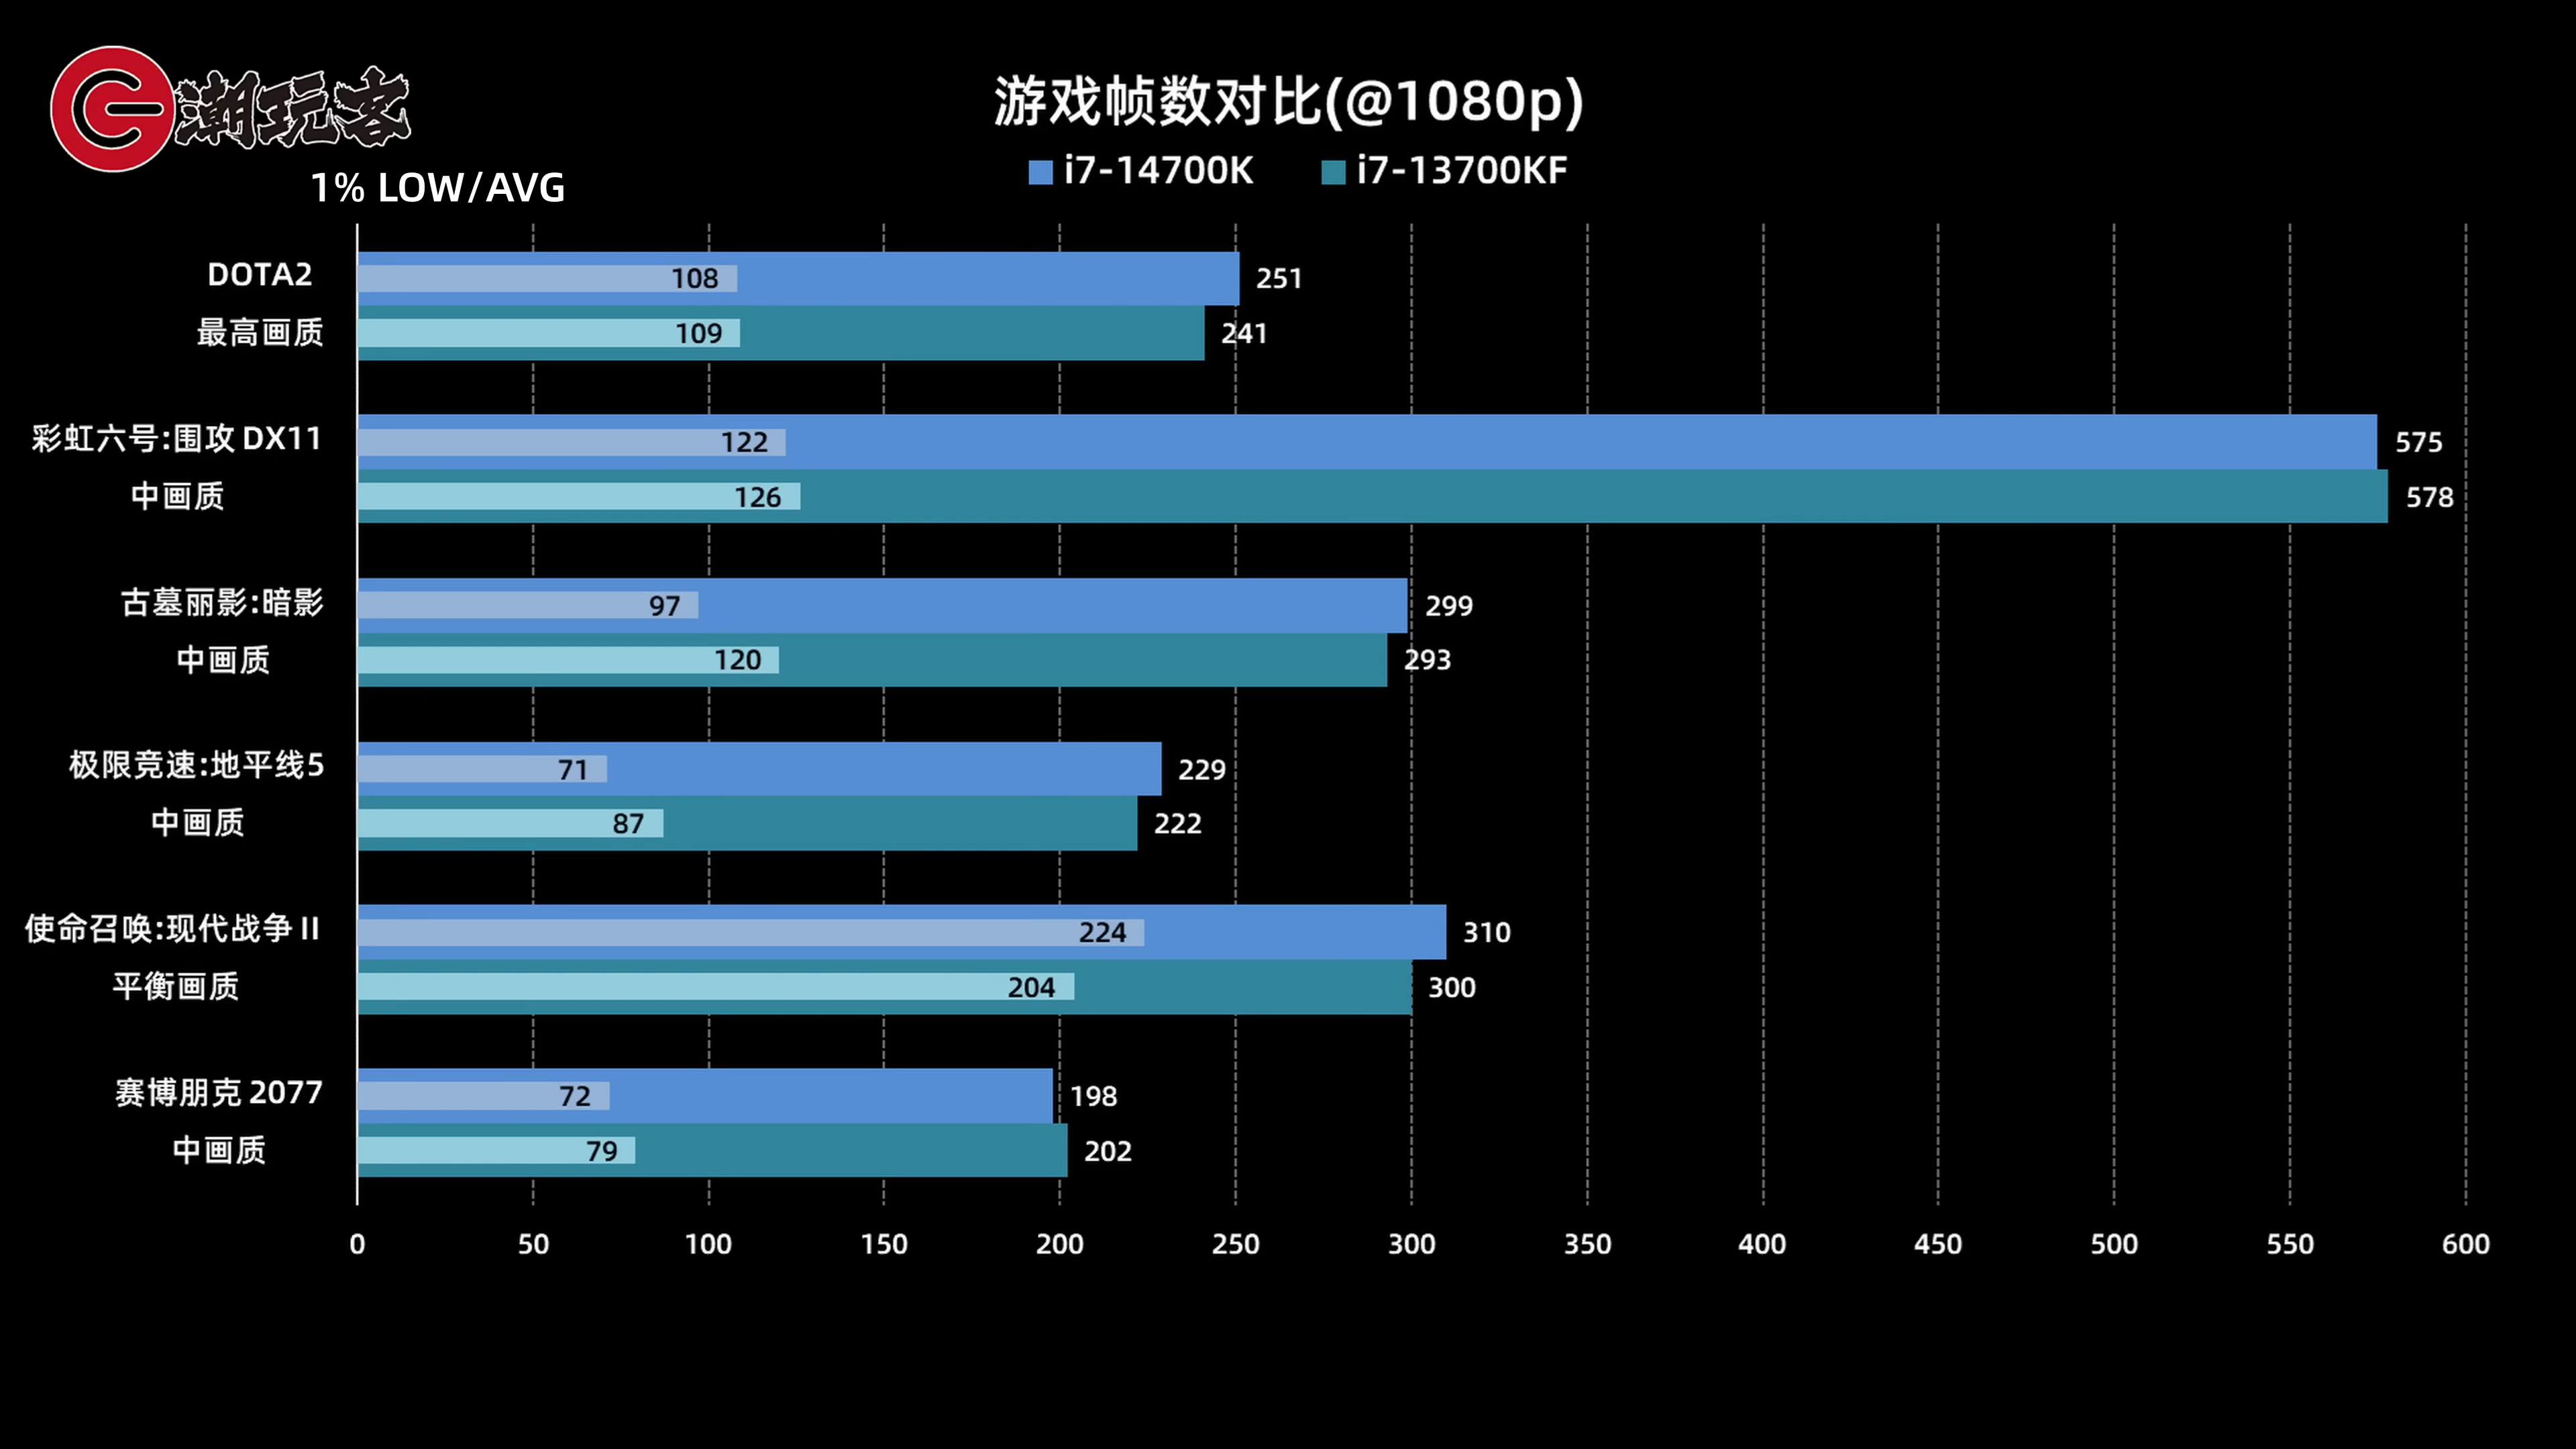 潮玩客
游戏帧数对比(@1080p)
i7-14700K i7-13700KF
1% LOW/AVG
DOTA2
108 251
最高画质
109 241
彩虹六号:围攻 DX11
122 575
中画质
126 578
古墓丽影:暗影
97 299
中画质
120 293
极限竞速:地平线5
71 229
中画质
87 222
使命召唤:现代战争 II
224 310
平衡画质
204 300
赛博朋克 2077
72 198
中画质
79 202
0 50 100 150 200 250 300 350 400 450 500 550 600